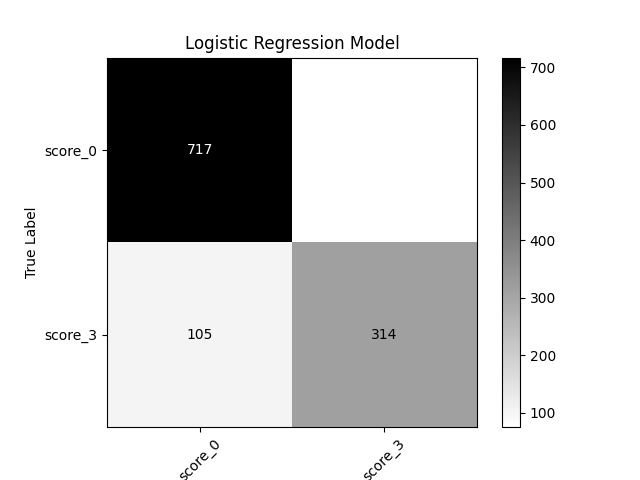 Logistic Regression Model
score_0
717
score_3
105 314
True Label
score_0 score_3
700
600
500
400
300
200
100